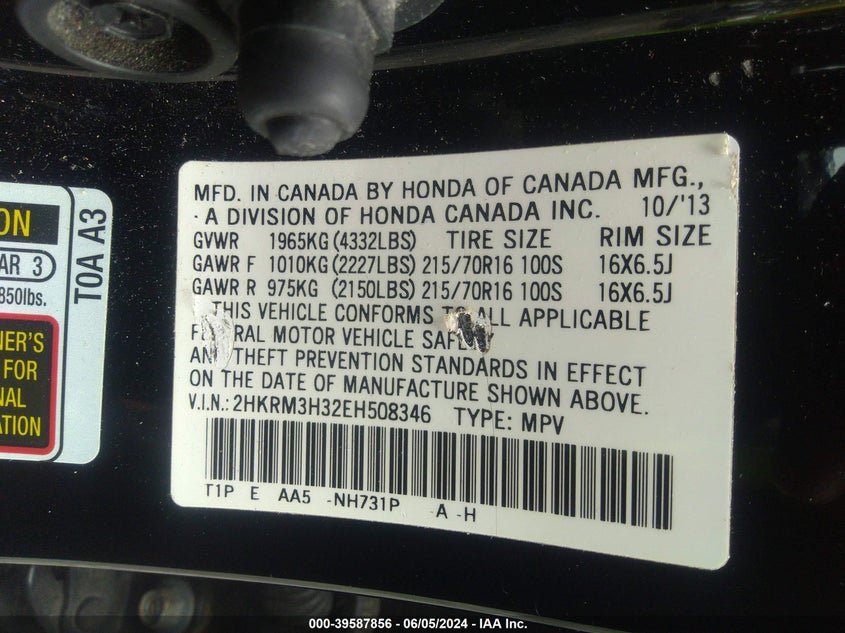 ON
AR 3
850lbs.
NER'S
FOR
NAL
ATION
T0A A3
MFD. IN CANADA BY HONDA OF CANADA MFG.,
A DIVISION OF HONDA CANADA INC. 10/'13
GVWR 1965KG (4332LBS) TIRE SIZE RIM SIZE
GAWR F 1010KG (2227LBS) 215/70R16 100S 16X6.5J
GAWR R 975KG (2150LBS) 215/70R16 100S 16X6.5J
THIS VEHICLE CONFORMS TO ALL APPLICABLE
FEDERAL MOTOR VEHICLE SAFETY
AND THEFT PREVENTION STANDARDS IN EFFECT
ON THE DATE OF MANUFACTURE SHOWN ABOVE.
V.I.N.: 2HKRM3H32EH508346 TYPE: MPV
T1P E AA5 -NH731P -A -H
000-39587856 - 06/05/2024 - IAA Inc.